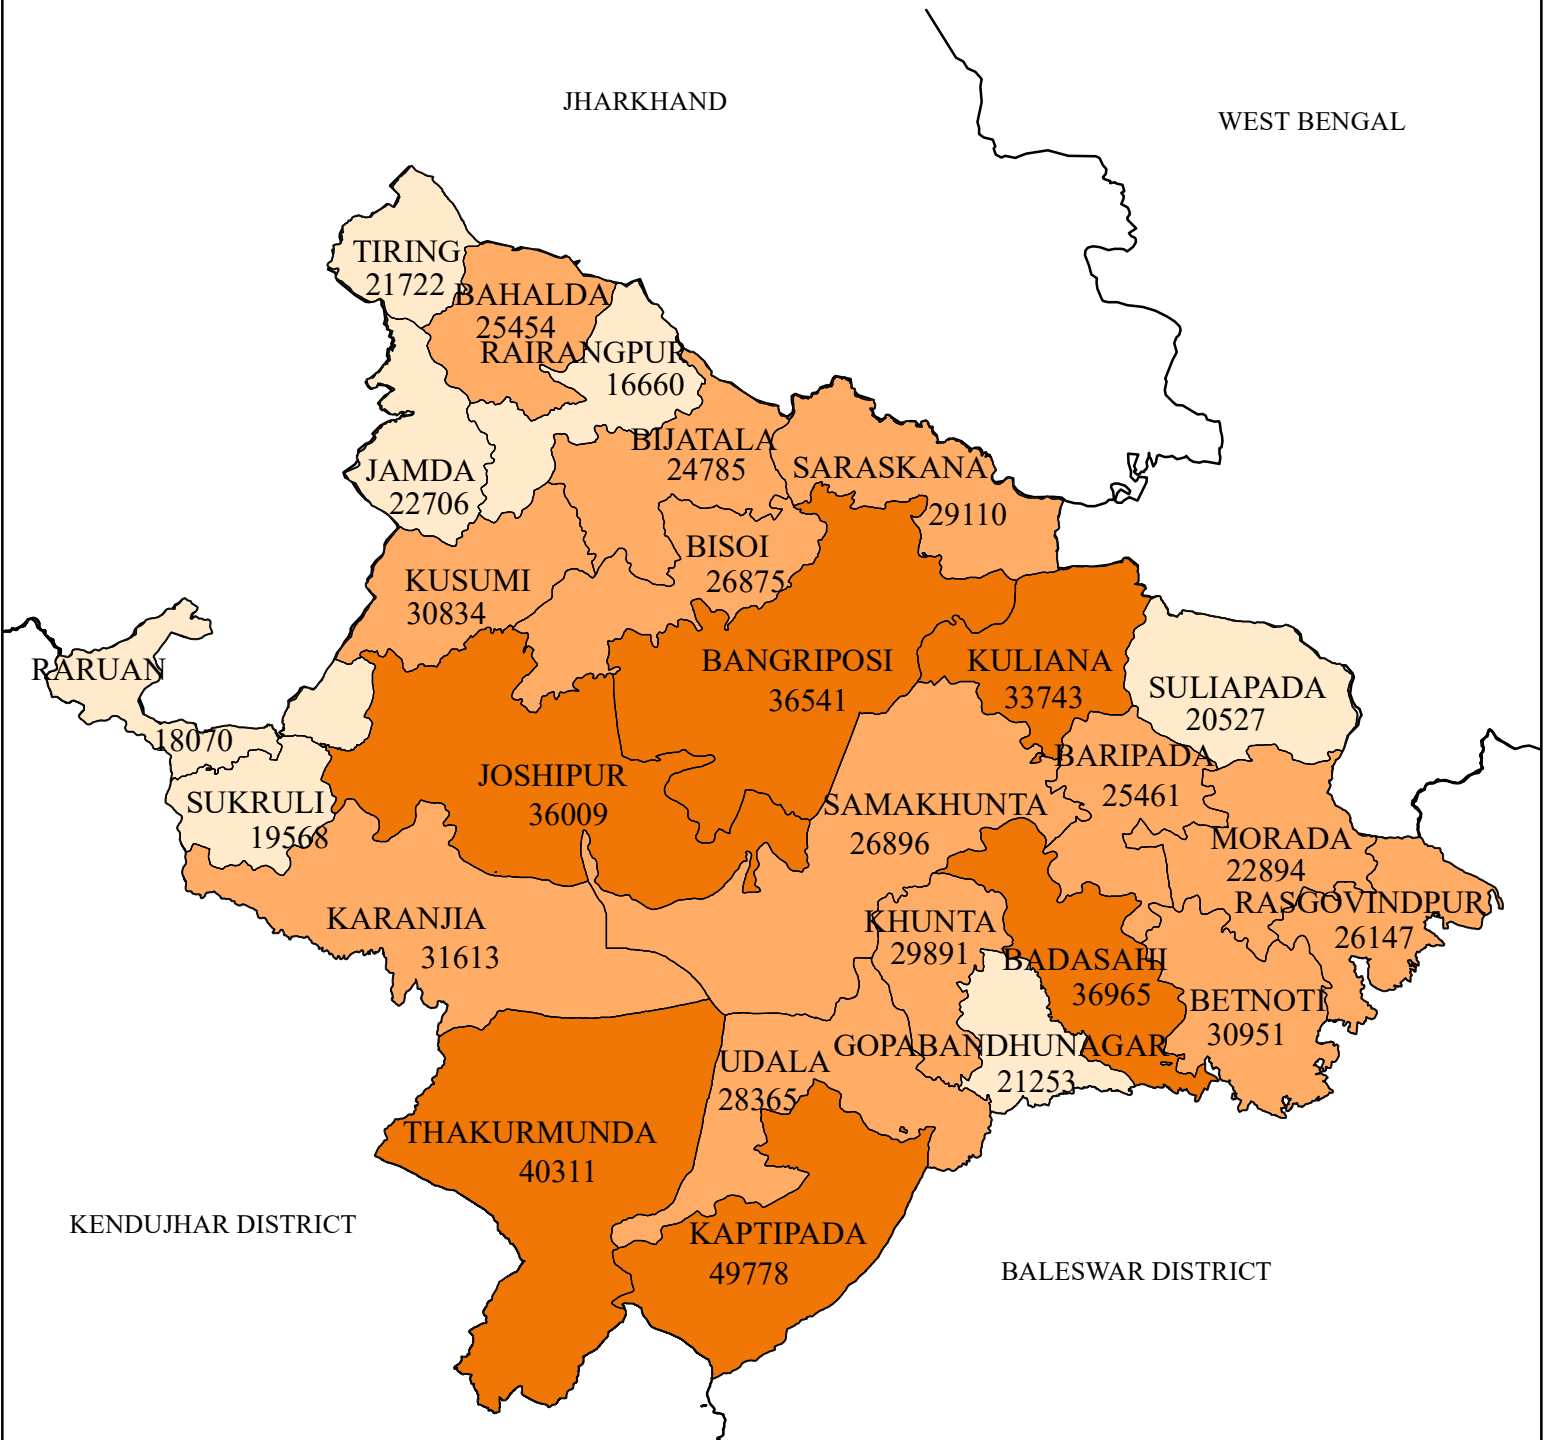 JHARKHAND
WEST BENGAL
TIRING
21722
BAHALDA
25454
RAIRANGPUR
16660
BIJATALA
24785
JAMDA
22706
SARASKANA
29110
BISOI
26875
KUSUMI
30834
RARUAN
18070
BANGRIPOSI
36541
KULIANA
33743
SULIAPADA
20527
BARIPADA
25461
JOSHIPUR
36009
SUKRULI
19568
SAMAKHUNTA
26896
MORADA
22894
RASGOVINDPUR
26147
KARANJIA
31613
KHUNTA
29891
BADASAHI
36965
BETNOTI
30951
GOPABANDHUNAGAR
21253
UDALA
28365
THAKURMUNDA
40311
KENDUJHAR DISTRICT
KAPTIPADA
49778
BALESWAR DISTRICT